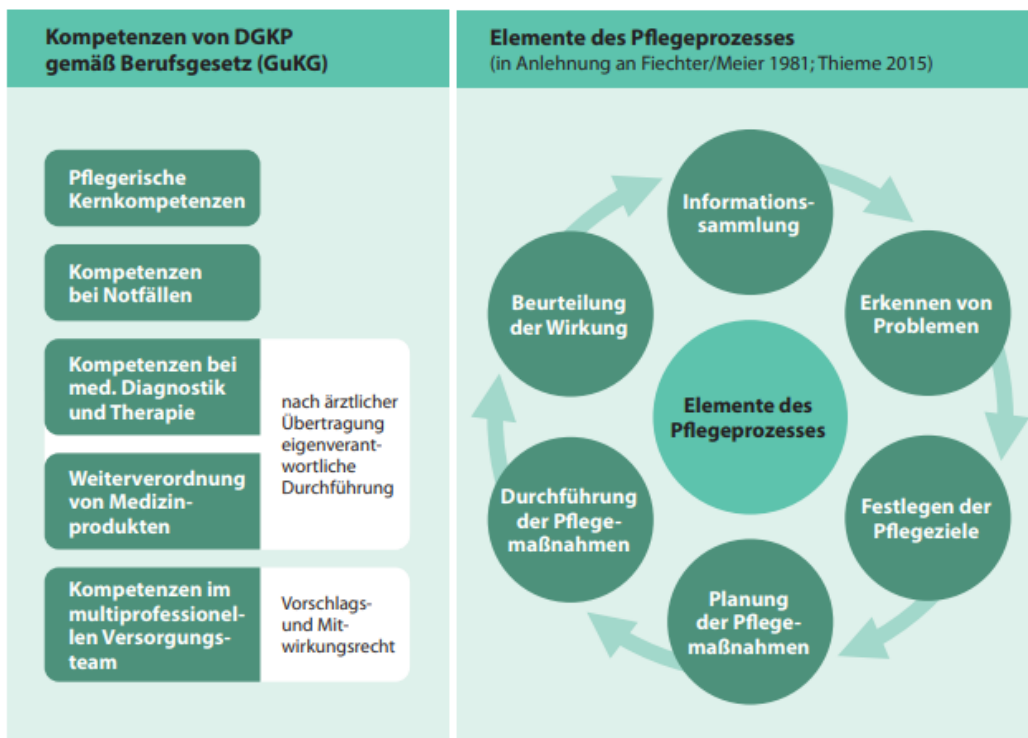 Kompetenzen von DGKP
gemäß Berufsgesetz (GuKG)
Pflegerische
Kernkompetenzen
Kompetenzen
bei Notfällen
Kompetenzen bei
med. Diagnostik
und Therapie
Weiterverordnung
von Medizin-
produkten
nach ärztlicher
Übertragung
eigenverant-
wortliche
Durchführung
Kompetenzen im
multiprofessionel-
len Versorgungs-
team
Vorschlags-
und Mit-
wirkungsrecht
Elemente des Pflegeprozesses
(in Anlehnung an Fiechter/Meier 1981; Thieme 2015)
Informations-
sammlung
Erkennen von
Problemen
Festlegen der
Pflegeziele
Planung
der Pflege-
maßnahmen
Durchführung
der Pflege-
maßnahmen
Beurteilung
der Wirkung
Elemente des
Pflegeprozesses